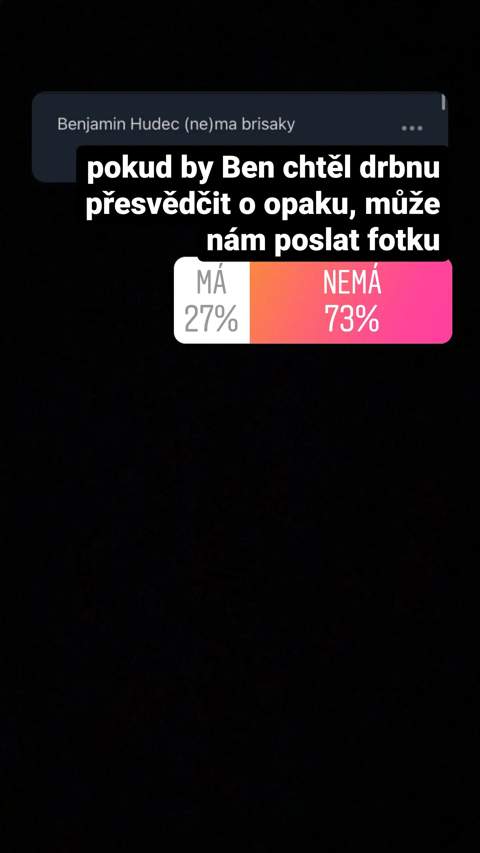 Benjamin Hudec (ne)ma brisaky
pokud by Ben chtěl drbnu
přesvědčit o opaku, může
nám poslat fotku
MÁ NEMÁ
27% 73%